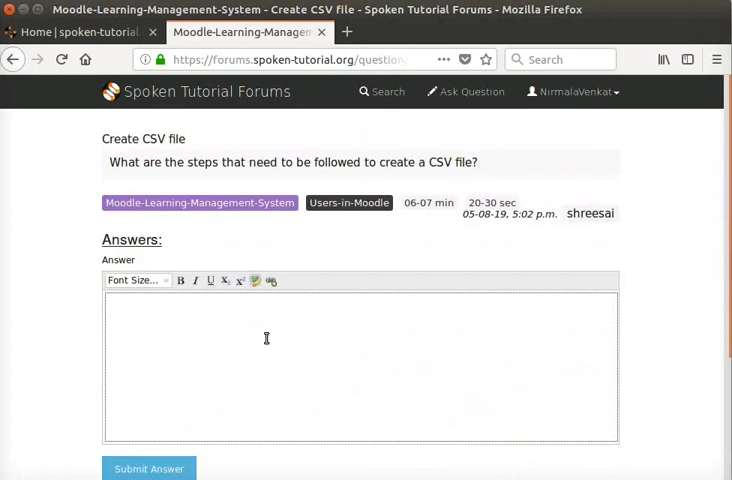 Moodle-Learning-Management-System - Create CSV file - Spoken Tutorial Forums - Mozilla Firefox
Home | spoken-tutorial.
Moodle-Learning-Managem
https://forums.spoken-tutorial.org/question
Search
Spoken Tutorial Forums
Search
Ask Question
NirmalaVenkat
Create CSV file
What are the steps that need to be followed to create a CSV file?
Moodle-Learning-Management-System
Users-in-Moodle
06-07 min
20-30 sec
05-08-19, 5:02 p.m.
shreesai
Answers:
Answer
Font Size...
B I U X₂ X²
Submit Answer